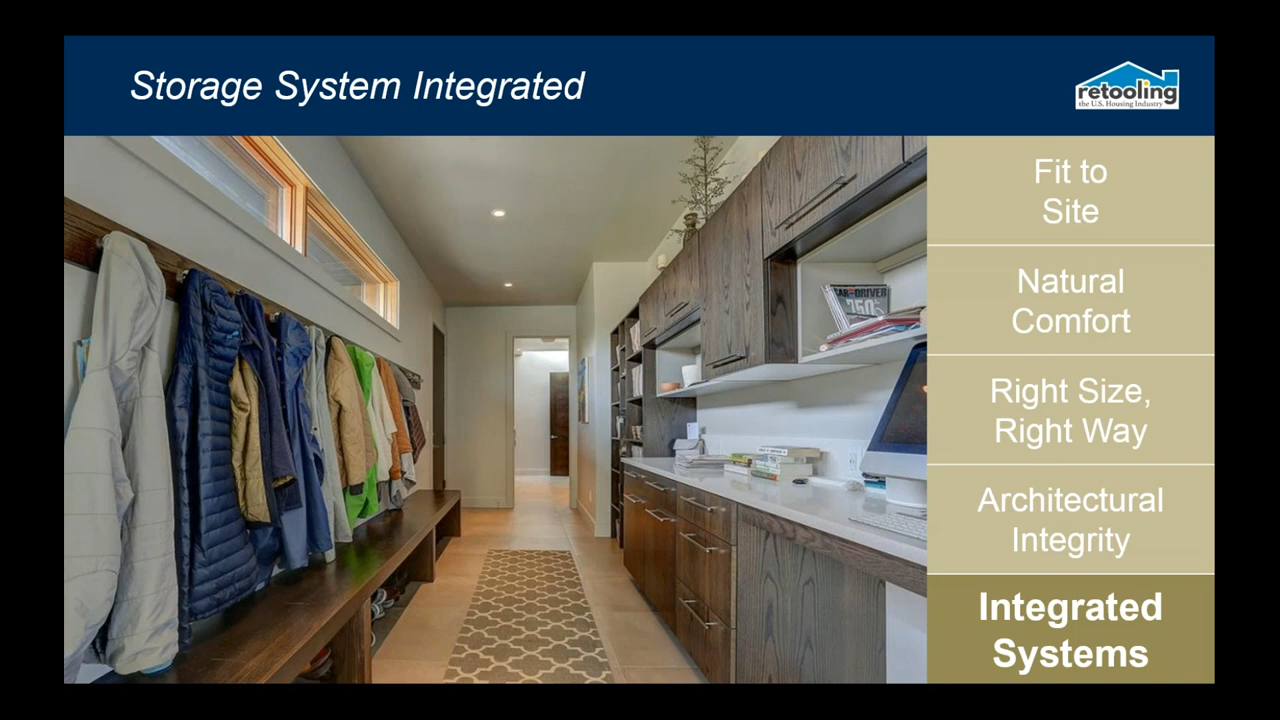 Storage System Integrated
retooling
the U.S. Housing Industry
Fit to
Site
Natural
Comfort
Right Size,
Right Way
Architectural
Integrity
Integrated
Systems